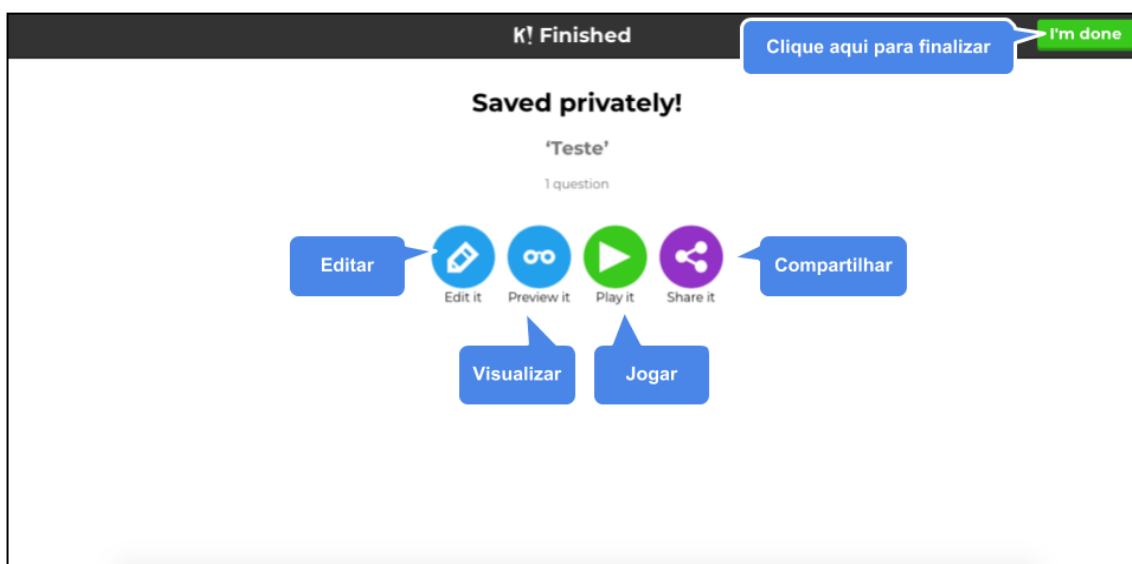 K! Finished
I'm done
Clique aqui para finalizar
Saved privately!
‘Teste’
1 question
Editar
Compartilhar
Edit it
Preview it
Play it
Share it
Visualizar
Jogar